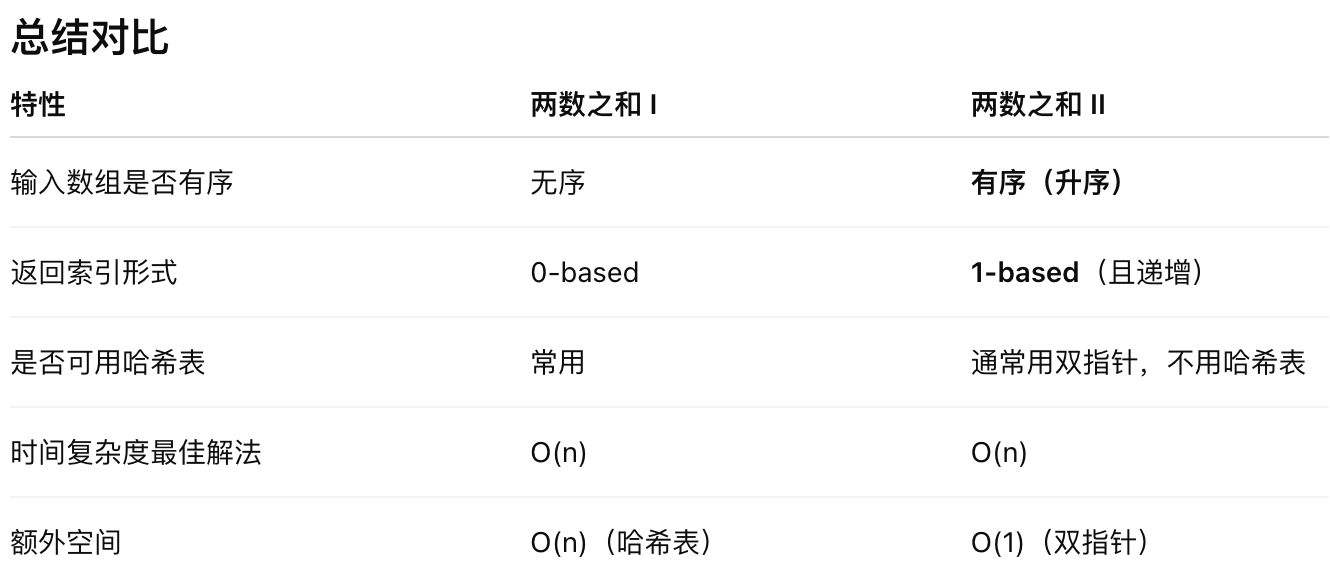 总结对比
特性 两数之和 I 两数之和 II
输入数组是否有序 无序 有序（升序）
返回索引形式 0-based 1-based（且递增）
是否可用哈希表 常用 通常用双指针，不用哈希表
时间复杂度最佳解法 O(n) O(n)
额外空间 O(n)（哈希表） O(1)（双指针）